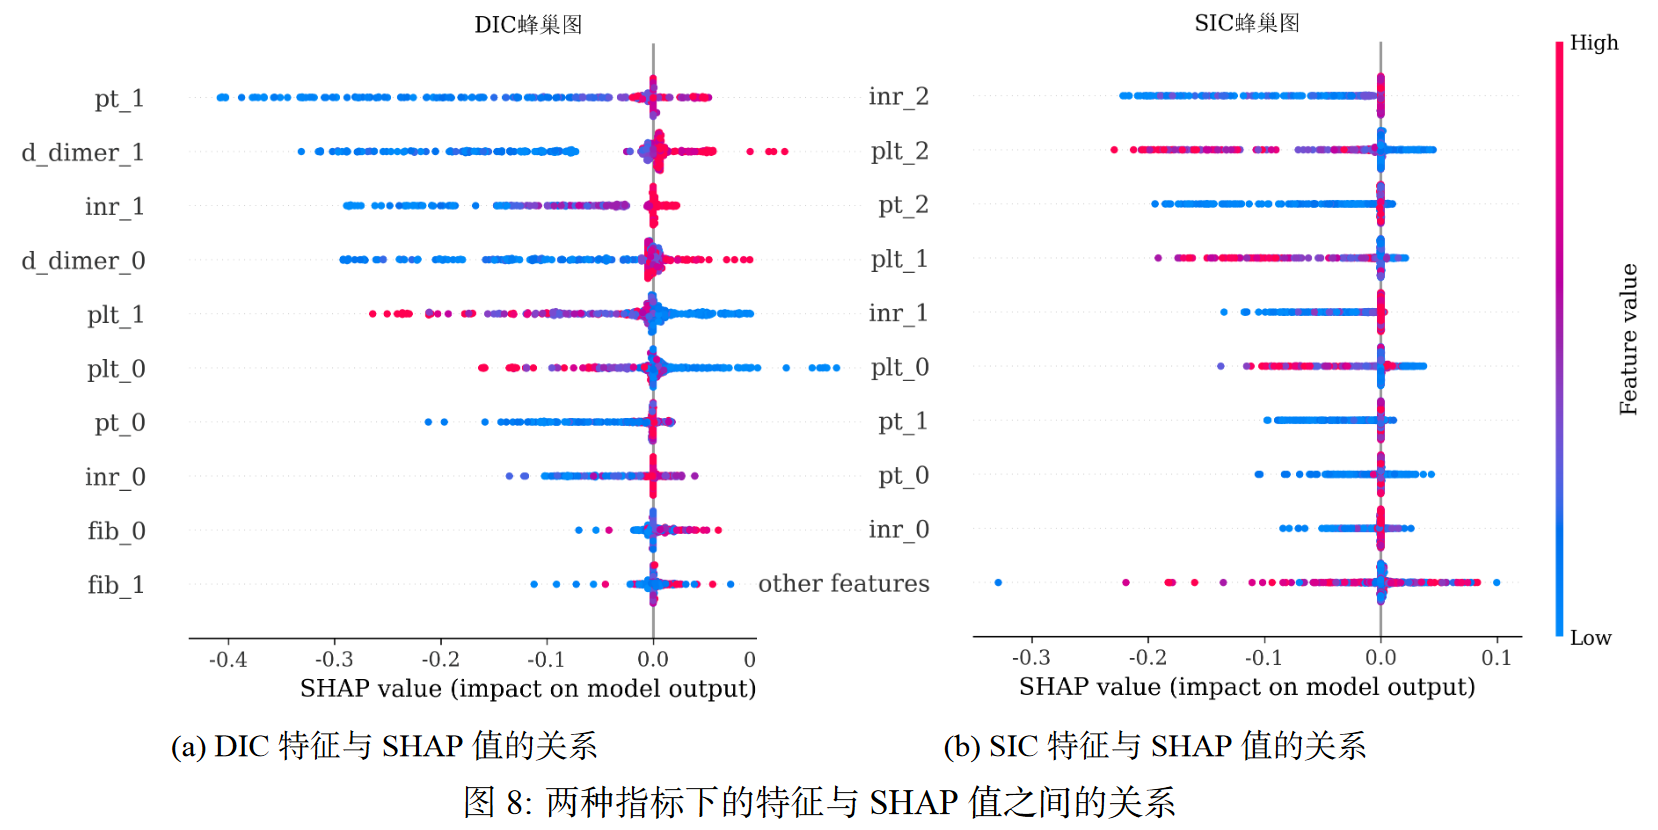 DIC蜂巢图
pt_1
d_dimer_1
inr_1
d_dimer_0
plt_1
plt_0
pt_0
inr_0
fib_0
fib_1
-0.4 -0.3 -0.2 -0.1 0.0 0
SHAP value (impact on model output)
(a) DIC 特征与 SHAP 值的关系
SIC蜂巢图
inr_2
plt_2
pt_2
plt_1
inr_1
plt_0
pt_1
pt_0
inr_0
other features
-0.3 -0.2 -0.1 0.0 0.1
SHAP value (impact on model output)
High
Feature value
Low
(b) SIC 特征与 SHAP 值的关系
图 8: 两种指标下的特征与 SHAP 值之间的关系